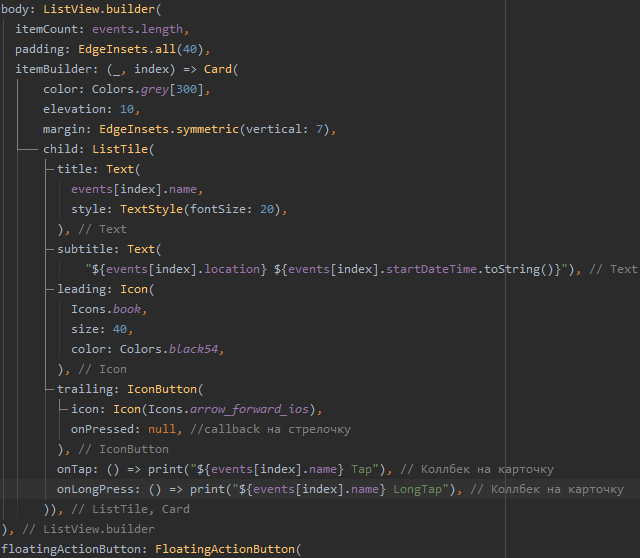 body: ListView.builder(
itemCount: events.length,
padding: EdgeInsets.all(40),
itemBuilder: (_, index) => Card(
color: Colors.grey[300],
elevation: 10,
margin: EdgeInsets.symmetric(vertical: 7),
child: ListTile(
title: Text(
events[index].name,
style: TextStyle(fontSize: 20),
), // Text
subtitle: Text(
"${events[index].location} ${events[index].startDateTime.toString()}"), // Text
leading: Icon(
Icons.book,
size: 40,
color: Colors.black54,
), // Icon
trailing: IconButton(
icon: Icon(Icons.arrow_forward_ios),
onPressed: null, //callback на стрелочку
), // IconButton
onTap: () => print("${events[index].name} Tap"), // Коллбек на карточку
onLongPress: () => print("${events[index].name} LongTap"), // Коллбек на карточку
)), // ListTile, Card
), // ListView.builder
floatingActionButton: FloatingActionButton(